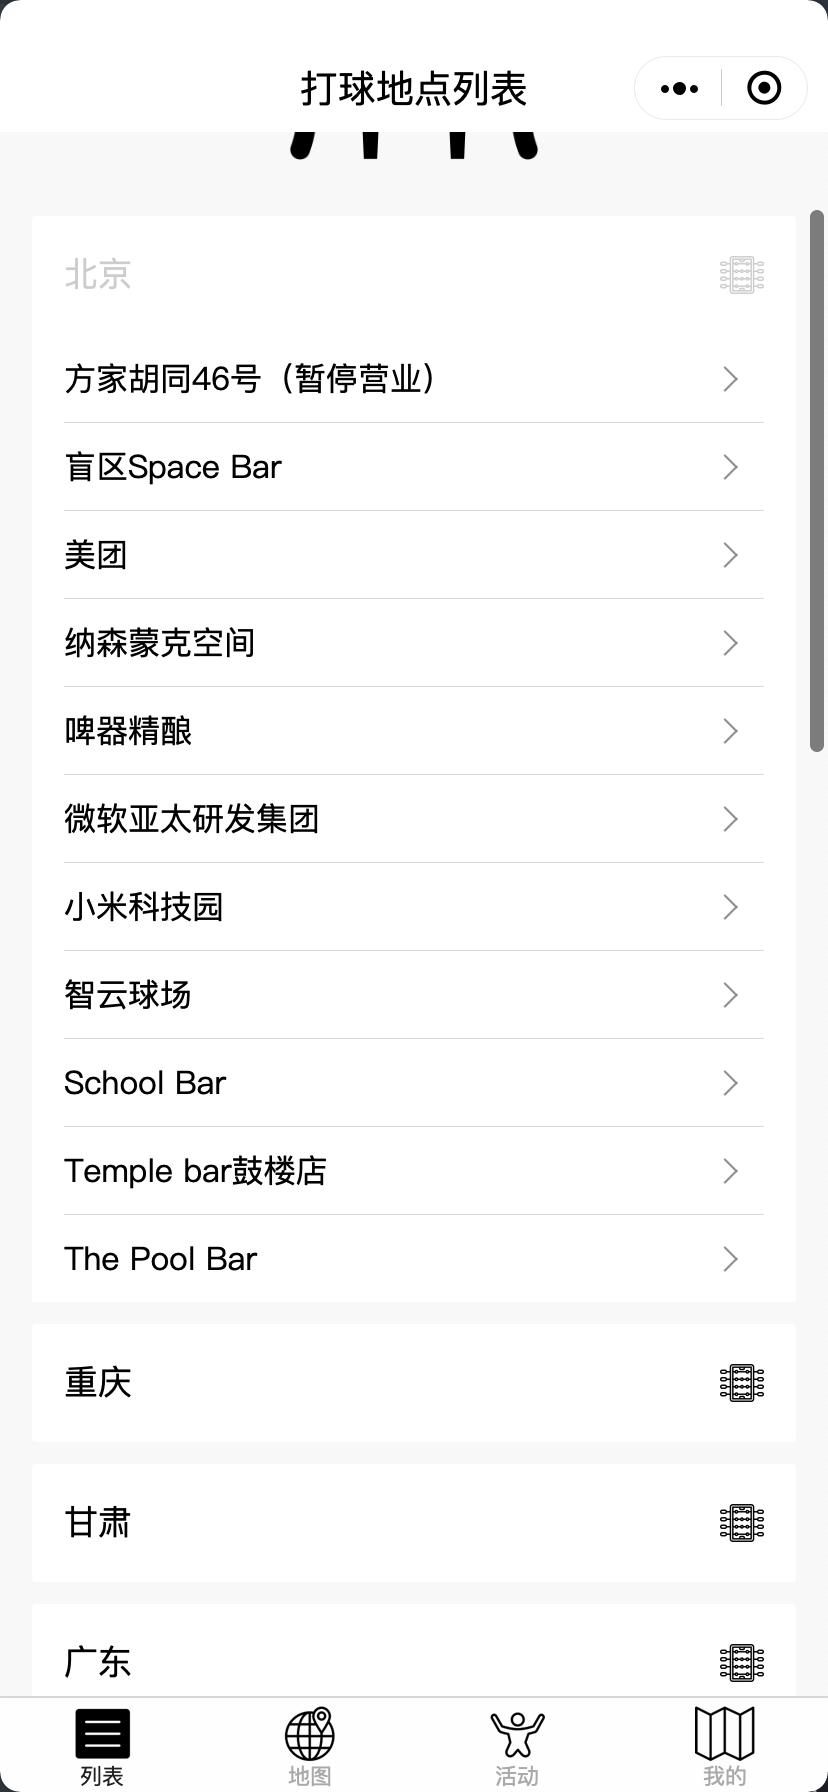 打球地点列表
北京
方家胡同46号（暂停营业）
盲区Space Bar
美团
纳森蒙克空间
啤器精酿
微软亚太研发集团
小米科技园
智云球场
School Bar
Temple bar鼓楼店
The Pool Bar
重庆
甘肃
广东
列表
地图
活动
我的